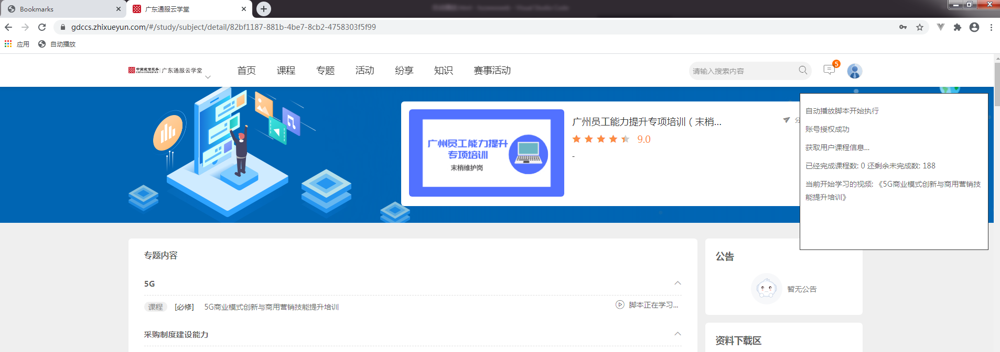 Bookmarks
广东通服云学堂
gdccs.zhixueyun.com/#/study/subject/detail/82bf1187-881b-4be7-8cb2-4758303f5f99
应用
自动播放
中国通信服务
CHINA COMSERVICE
广东通服云学堂
首页
课程
专题
活动
纷享
知识
赛事活动
请输入搜索内容
5
广州员工能力提升
专项培训
末梢维护岗
广州员工能力提升专项培训（末梢...
9.0
-
分
自动播放脚本开始执行
账号授权成功
获取用户课程信息...
已经完成课程数: 0 还剩余未完成数: 188
当前开始学习的视频: 《5G商业模式创新与商用营销技
能提升培训》
专题内容
5G
课程 [必修] 5G商业模式创新与商用营销技能提升培训
脚本正在学习...
采购制度建设能力
公告
暂无公告
资料下载区